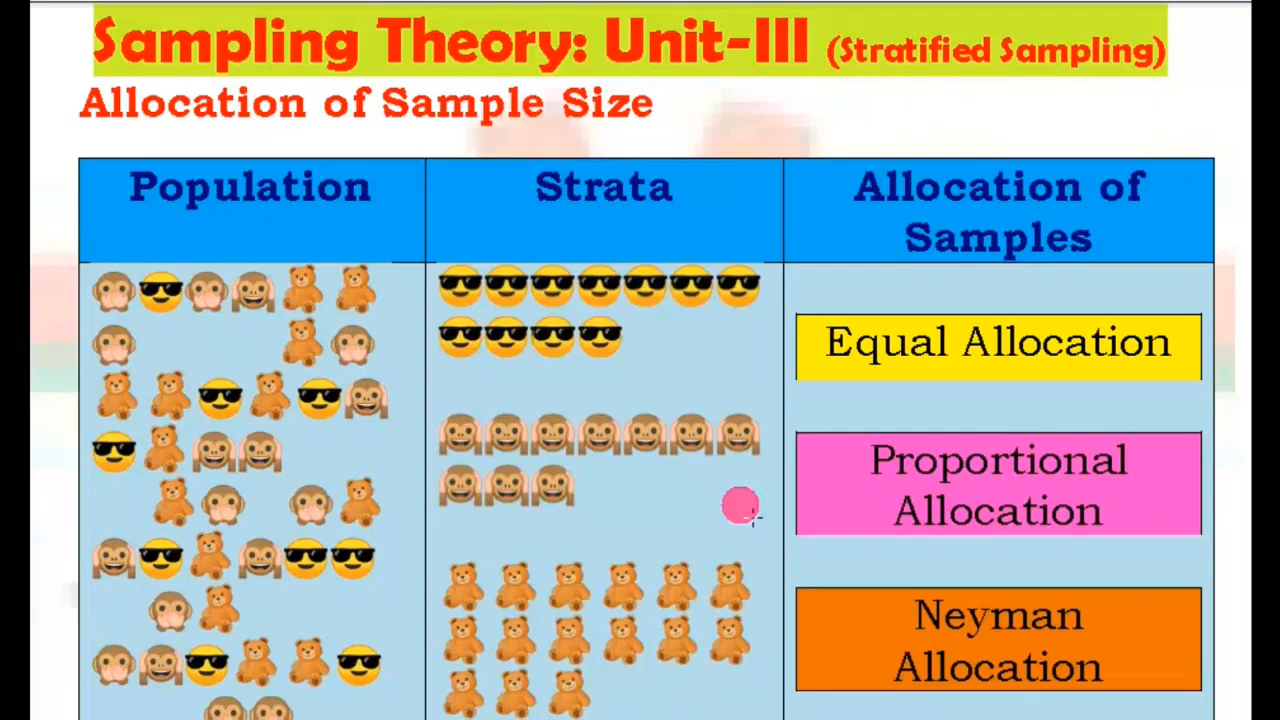 Sampling Theory: Unit-III (Stratified Sampling)
Allocation of Sample Size
Population
Strata
Allocation of
Samples
Equal Allocation
Proportional
Allocation
Neyman
Allocation